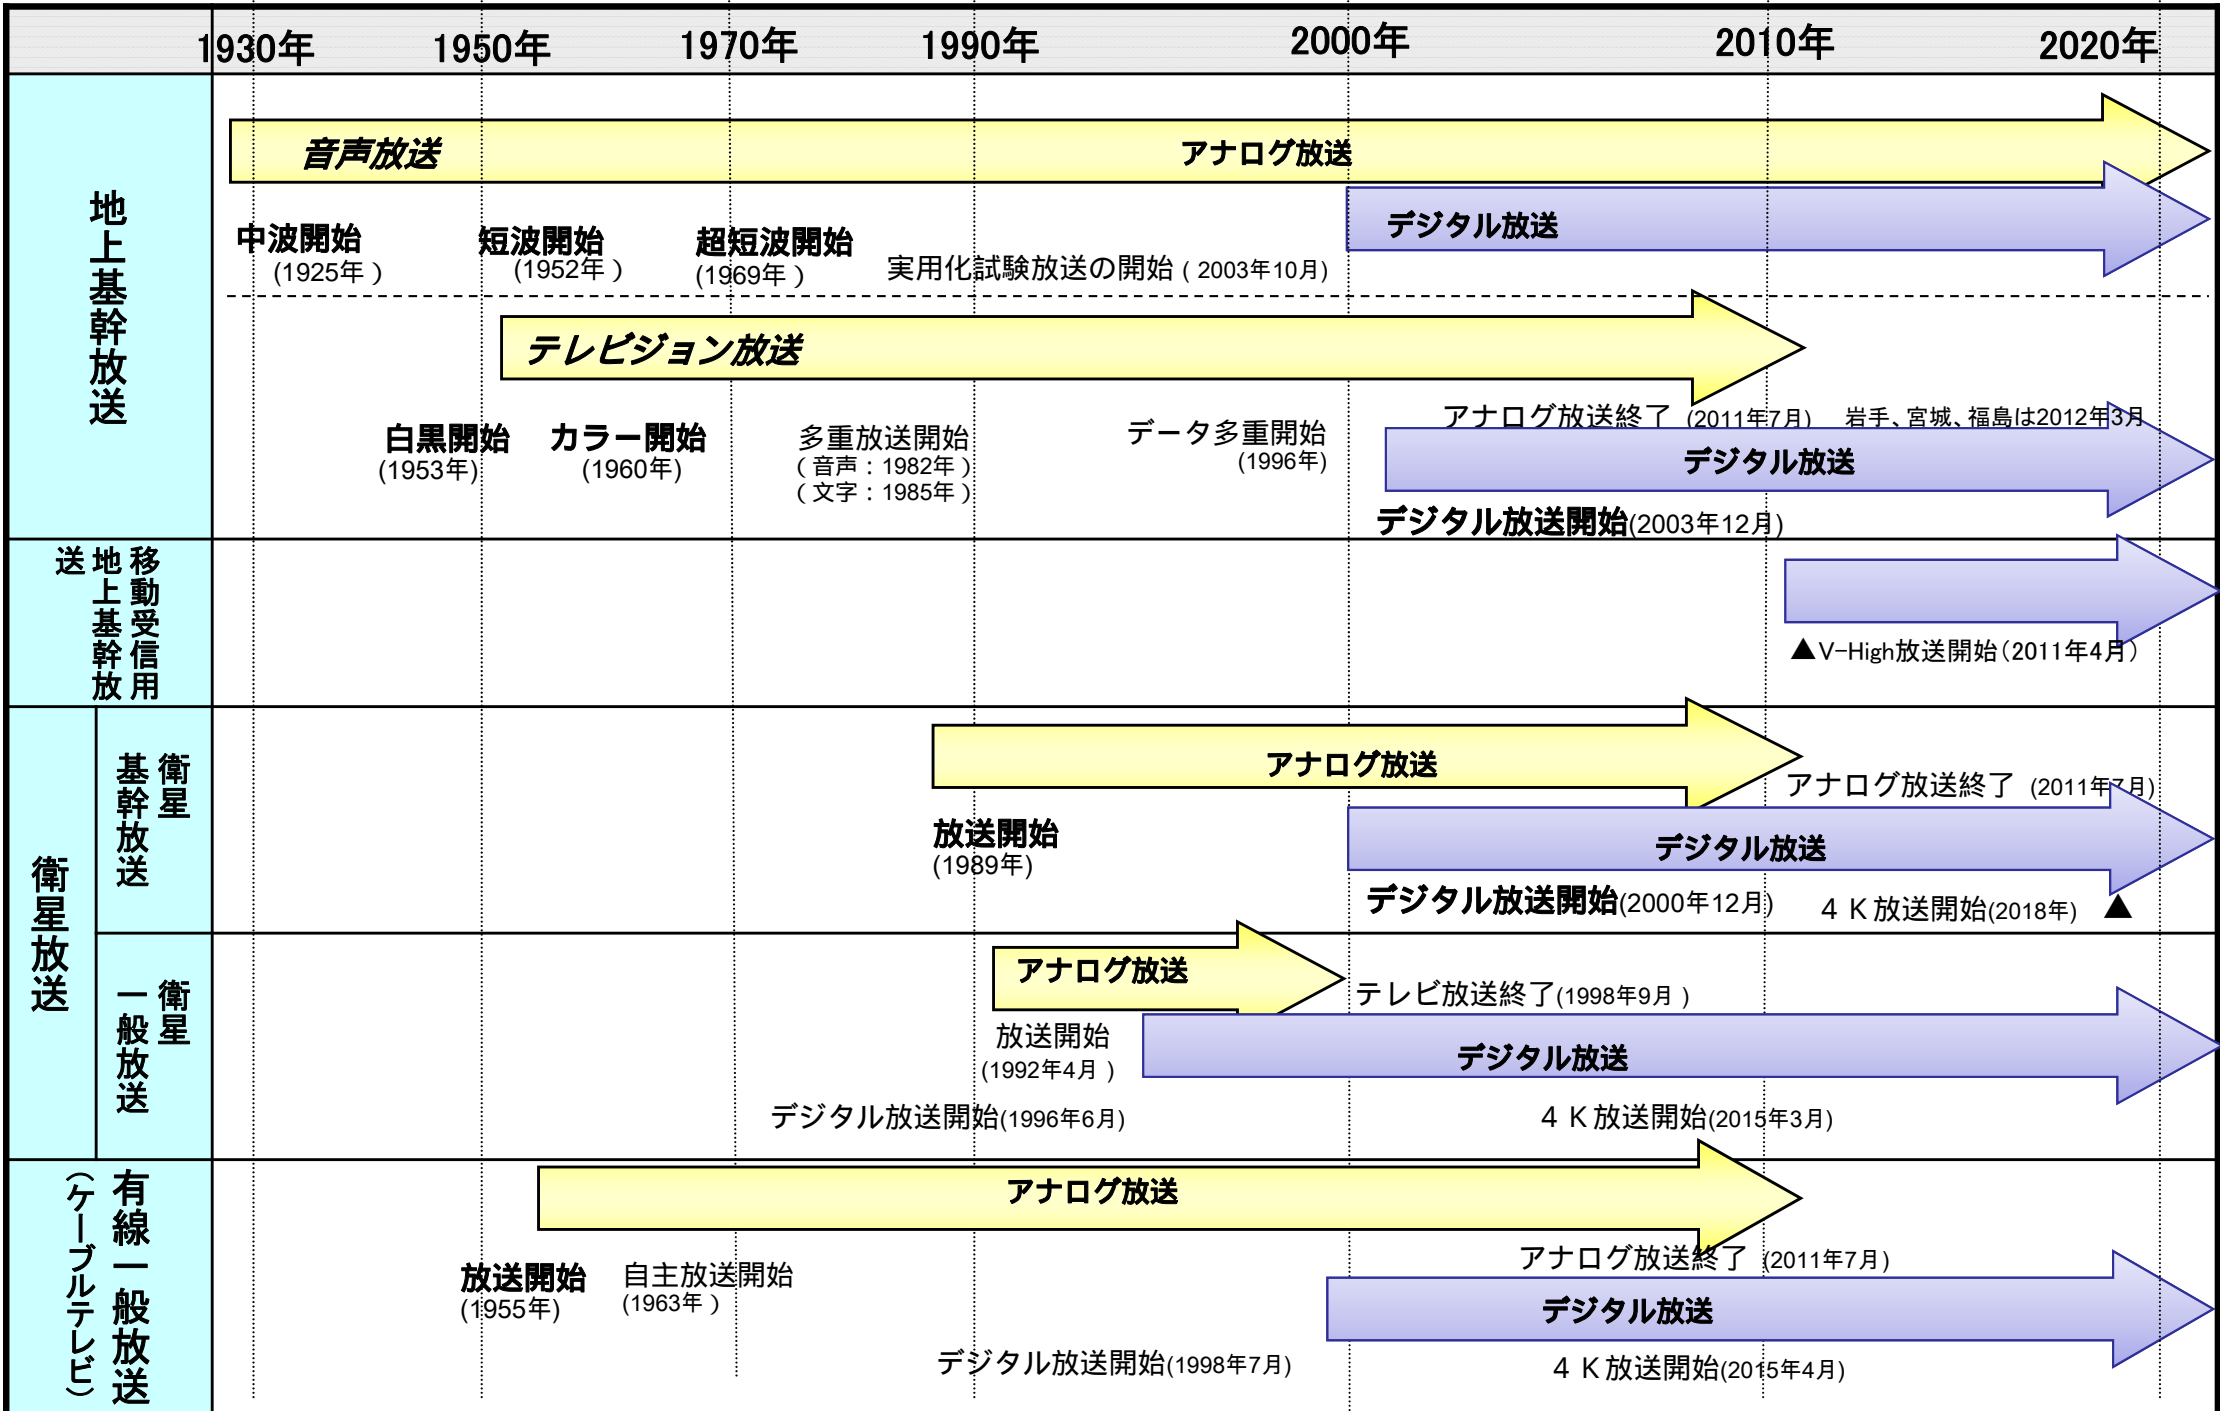 1930年 1950年 1970年 1990年 2000年 2010年 2020年
地上基幹放送
音声放送 アナログ放送
デジタル放送
中波開始 短波開始 超短波開始
(1925年 ) (1952年 ) (1969年 ) 実用化試験放送の開始 ( 2003年10月)
テレビジョン放送
アナログ放送終了 (2011年7月) 岩手、宮城、福島は2012年3月
白黒開始 カラー開始 多重放送開始 データ多重開始
(1953年) (1960年) ( 音声:1982年 ) (1996年)
( 文字:1985年 )
デジタル放送
デジタル放送開始(2003年12月)
移動受信用
地上基幹放
送
▲V-High放送開始(2011年4月)
衛星放送
衛星
基幹放送
アナログ放送
アナログ放送終了 (2011年7月)
放送開始
(1989年)
デジタル放送
デジタル放送開始(2000年12月) 4K放送開始(2018年) ▲
衛星
一般放送
アナログ放送
テレビ放送終了(1998年9月 )
放送開始
(1992年4月 )
デジタル放送
デジタル放送開始(1996年6月) 4K放送開始(2015年3月)
有線一般放送
(ケーブルテレビ)
アナログ放送
アナログ放送終了 (2011年7月)
放送開始 自主放送開始
(1955年) (1963年 )
デジタル放送
デジタル放送開始(1998年7月) 4K放送開始(2015年4月)